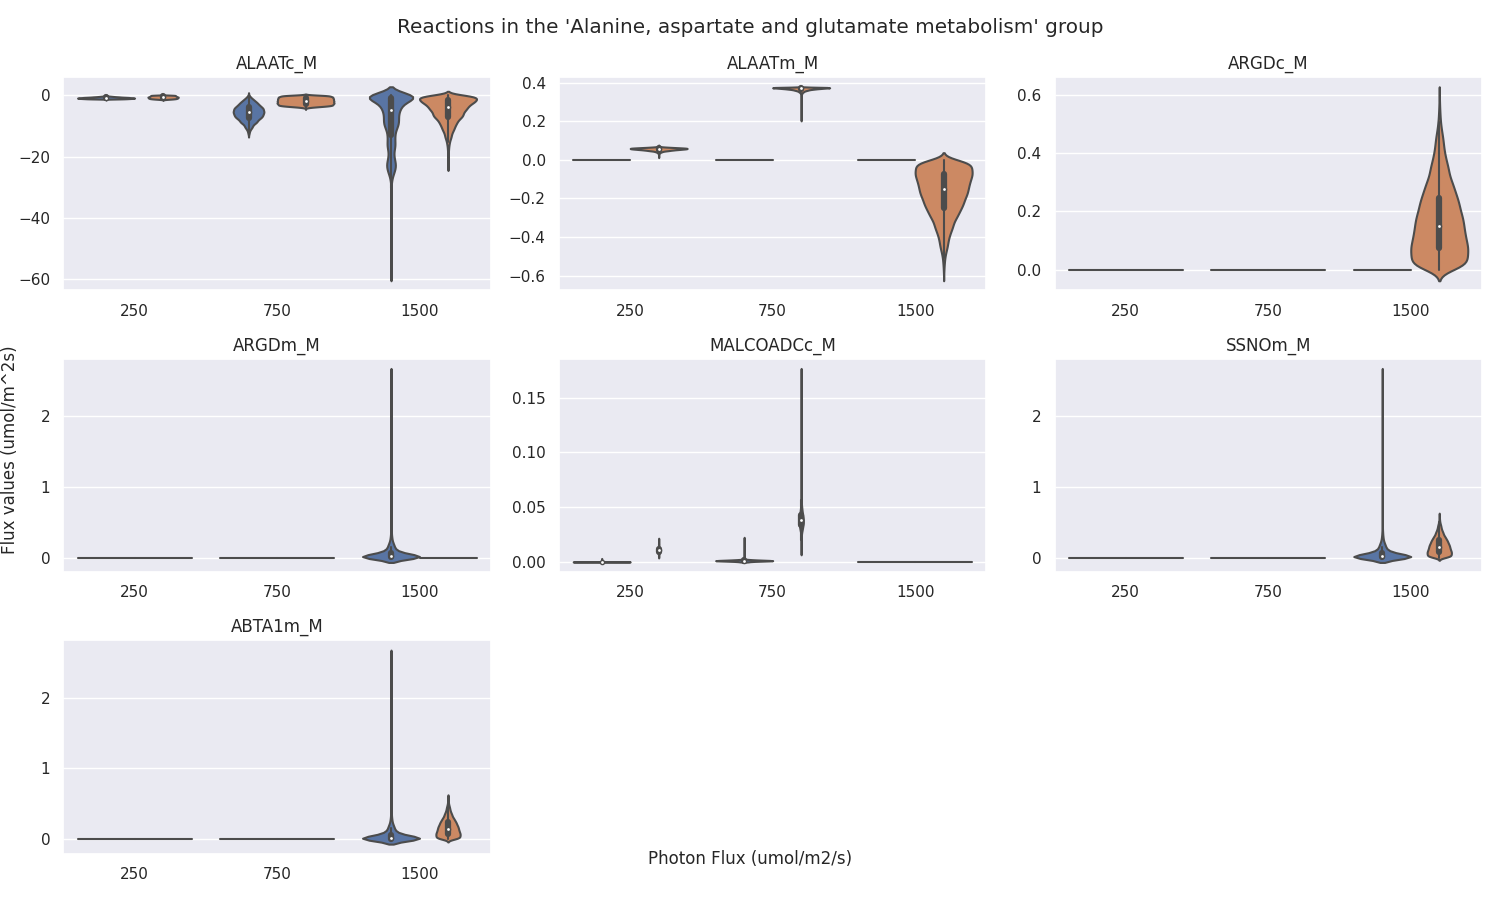 Reactions in the 'Alanine, aspartate and glutamate metabolism' group
ALAATc_M
0
−20
−40
−60
250 750 1500
ALAATm_M
0.4
0.2
0.0
−0.2
−0.4
−0.6
250 750 1500
ARGDc_M
0.6
0.4
0.2
0.0
250 750 1500
Flux values (umol/m^2s)
ARGDm_M
2
1
0
250 750 1500
MALCOADCc_M
0.15
0.10
0.05
0.00
250 750 1500
SSNOm_M
2
1
0
250 750 1500
ABTA1m_M
2
1
0
250 750 1500
Photon Flux (umol/m2/s)